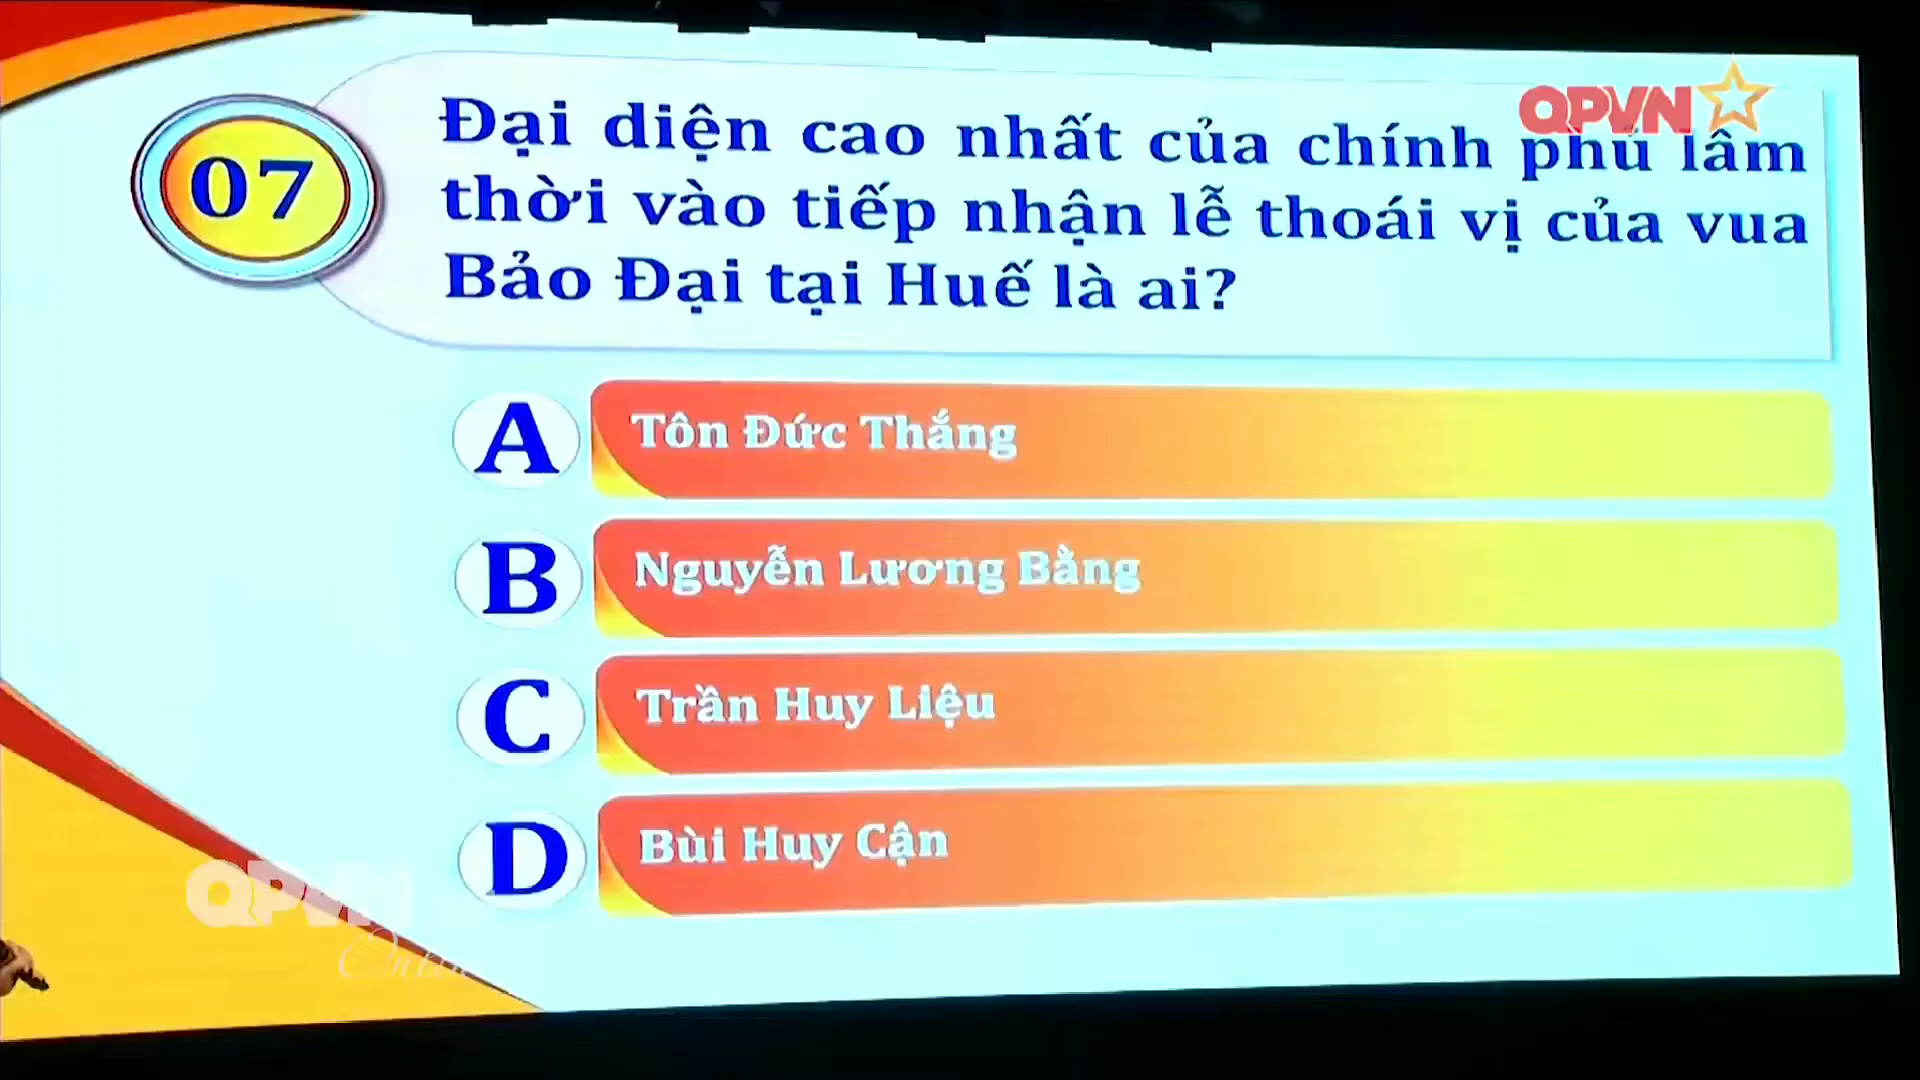 QPVN
07
Đại diện cao nhất của chính phủ lâm
thời vào tiếp nhận lễ thoái vị của vua
Bảo Đại tại Huế là ai?
A Tôn Đức Thắng
B Nguyễn Lương Bằng
C Trần Huy Liệu
D Bùi Huy Cận
QPVN